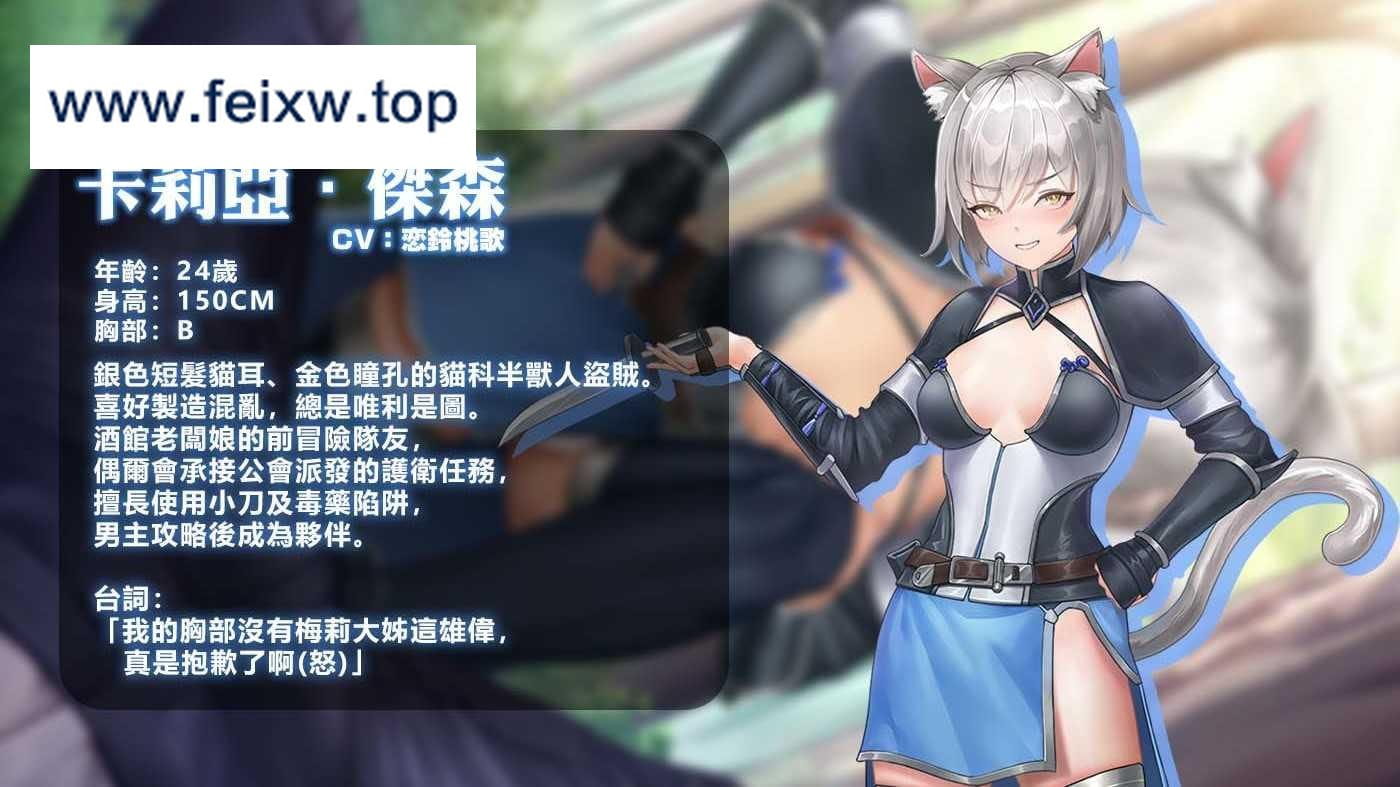 www.feixw.top
卡莉亞·傑森
CV：恋鈴桃歌
年齡：24歲
身高：150CM
胸部：B
銀色短髮貓耳、金色瞳孔的貓科半獸人盜賊。
喜好製造混亂，總是唯利是圖。
酒館老闆娘的前冒險隊友，
偶爾會承接公會派發的護衛任務，
擅長使用小刀及毒藥陷阱，
男主攻略後成為夥伴。
台詞：
「我的胸部沒有梅莉大姊這雄偉，
真是抱歉了啊(怒)」